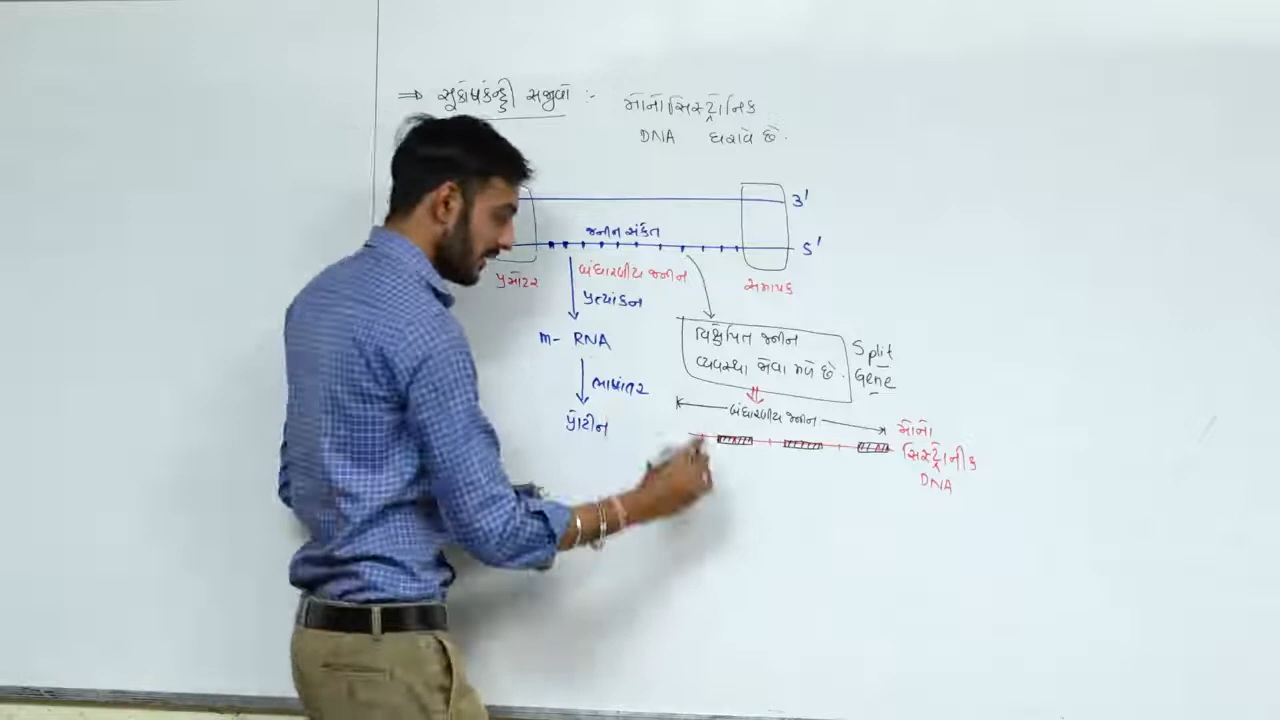 ⇒ સુકોષકેન્દ્રી સજીવો :- મોનોસિસ્ટ્રોનિક
DNA ધરાવે છે.
3'
જનીન સંકેત
5'
પ્રમોટર
બંધારણીય જનીન
સમાપક
પ્રત્યાંકન
m- RNA
વિક્ષેપિત જનીન
વ્યવસ્થા જોવા મળે છે.
Split
Gene
ભાષાંતર
પ્રોટીન
બંધારણીય જનીન
મોનો
સિસ્ટ્રોનીક
DNA